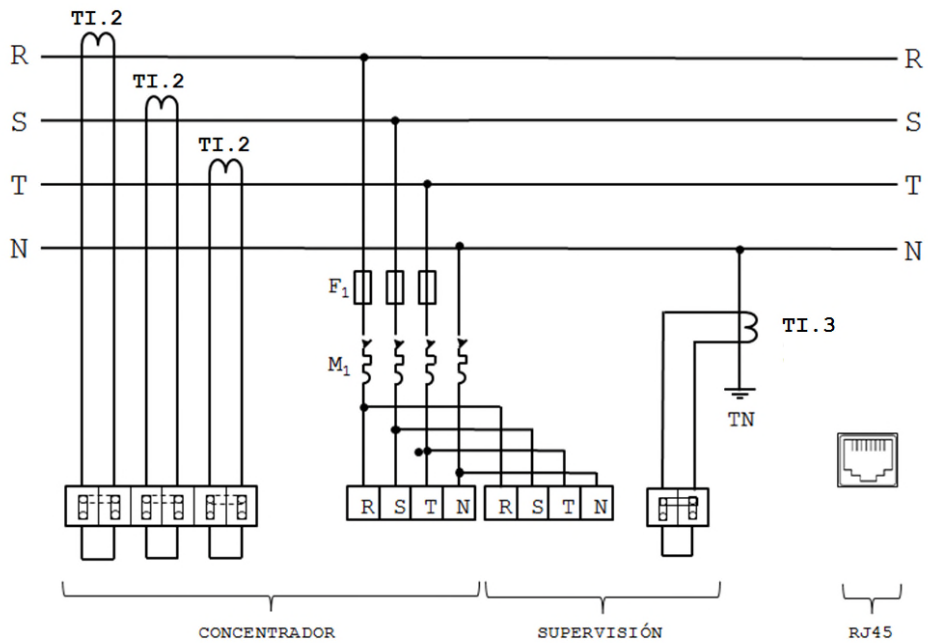 TI.2
R R
TI.2
S S
TI.2
T T
N N
F1
TI.3
M1
TN
R S T N R S T N
CONCENTRADOR SUPERVISIÓN RJ45